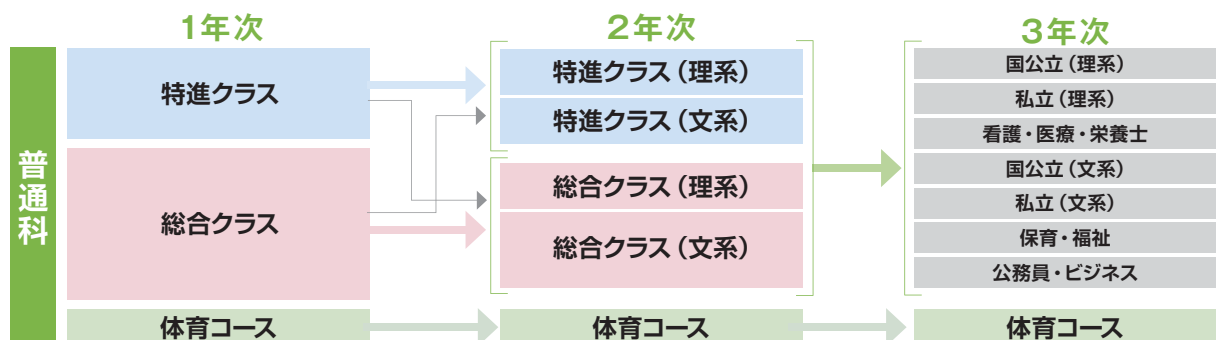 普通科
1年次
特進クラス
総合クラス
体育コース
2年次
特進クラス（理系）
特進クラス（文系）
総合クラス（理系）
総合クラス（文系）
体育コース
3年次
国公立（理系）
私立（理系）
看護・医療・栄養士
国公立（文系）
私立（文系）
保育・福祉
公務員・ビジネス
体育コース